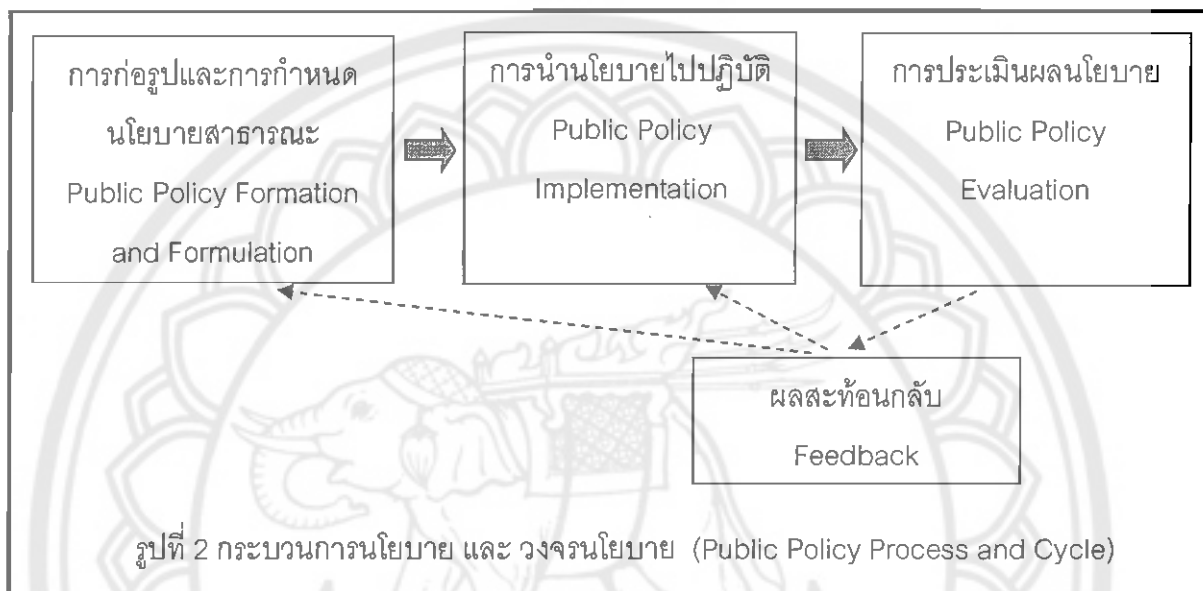 การก่อรูปและการกำหนด
นโยบายสาธารณะ
Public Policy Formation
and Formulation
การนำนโยบายไปปฏิบัติ
Public Policy
Implementation
การประเมินผลนโยบาย
Public Policy
Evaluation
ผลสะท้อนกลับ
Feedback
รูปที่ 2 กระบวนการนโยบาย และ วงจรนโยบาย (Public Policy Process and Cycle)